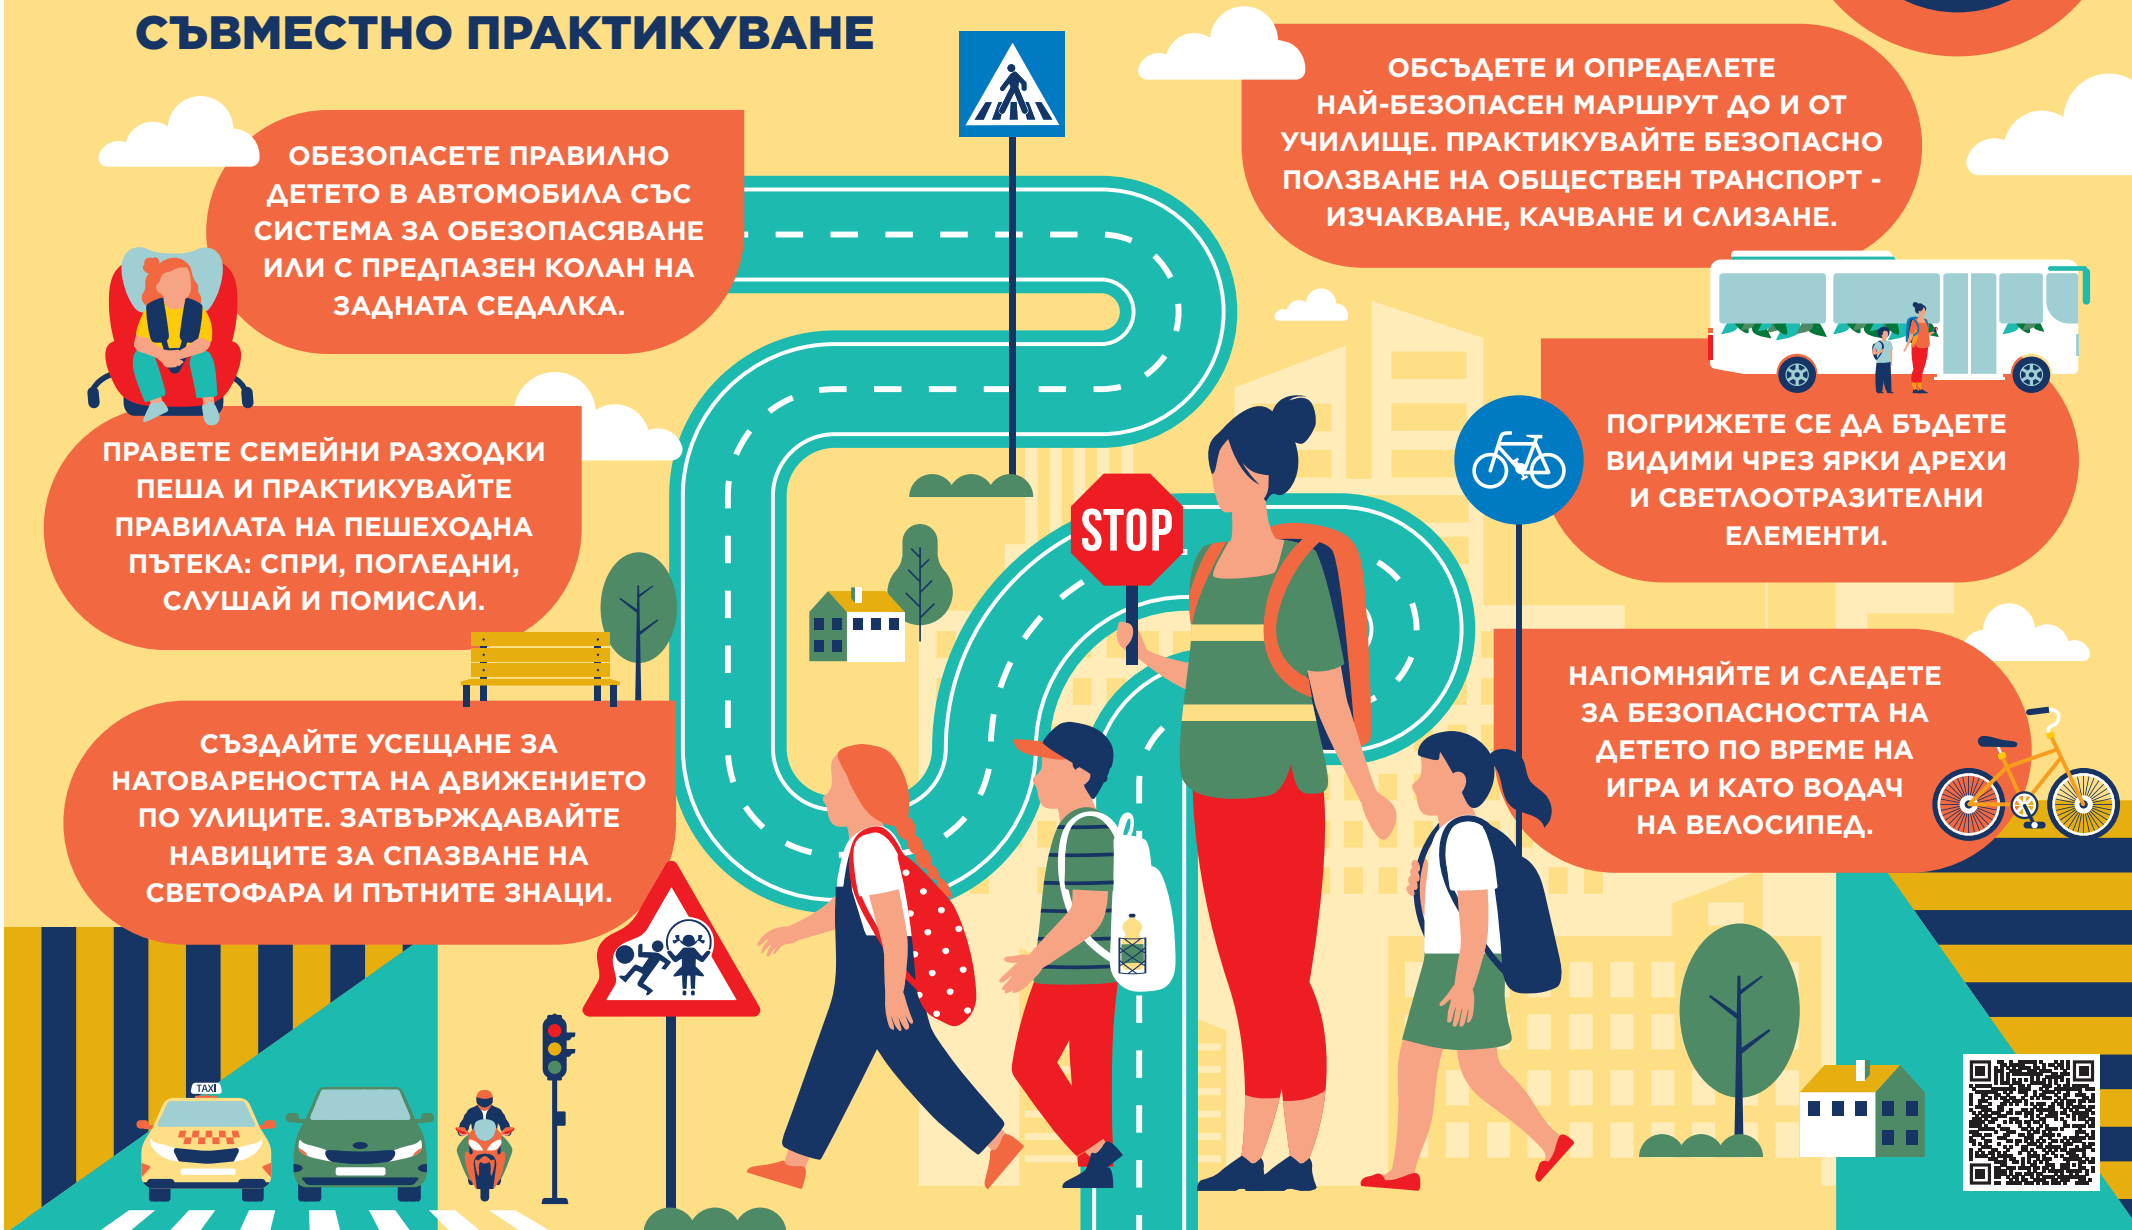 СЪВМЕСТНО ПРАКТИКУВАНЕ
ОБЕЗОПАСЕТЕ ПРАВИЛНО
ДЕТЕТО В АВТОМОБИЛА СЪС
СИСТЕМА ЗА ОБЕЗОПАСЯВАНЕ
ИЛИ С ПРЕДПАЗЕН КОЛАН НА
ЗАДНАТА СЕДАЛКА.
ПРАВЕТЕ СЕМЕЙНИ РАЗХОДКИ
ПЕША И ПРАКТИКУВАЙТЕ
ПРАВИЛАТА НА ПЕШЕХОДНА
ПЪТЕКА: СПРИ, ПОГЛЕДНИ,
СЛУШАЙ И ПОМИСЛИ.
СЪЗДАЙТЕ УСЕЩАНЕ ЗА
НАТОВАРЕНОСТТА НА ДВИЖЕНИЕТО
ПО УЛИЦИТЕ. ЗАТВЪРЖДАВАЙТЕ
НАВИЦИТЕ ЗА СПАЗВАНЕ НА
СВЕТОФАРА И ПЪТНИТЕ ЗНАЦИ.
TAXI
STOP
ОБСЪДЕТЕ И ОПРЕДЕЛЕТЕ
НАЙ-БЕЗОПАСЕН МАРШРУТ ДО И ОТ
УЧИЛИЩЕ. ПРАКТИКУВАЙТЕ БЕЗОПАСНО
ПОЛЗВАНЕ НА ОБЩЕСТВЕН ТРАНСПОРТ -
ИЗЧАКВАНЕ, КАЧВАНЕ И СЛИЗАНЕ.
ПОГРИЖЕТЕ СЕ ДА БЪДЕТЕ
ВИДИМИ ЧРЕЗ ЯРКИ ДРЕХИ
И СВЕТЛООТРАЗИТЕЛНИ
ЕЛЕМЕНТИ.
НАПОМНЯЙТЕ И СЛЕДЕТЕ
ЗА БЕЗОПАСНОСТТА НА
ДЕТЕТО ПО ВРЕМЕ НА
ИГРА И КАТО ВОДАЧ
НА ВЕЛОСИПЕД.